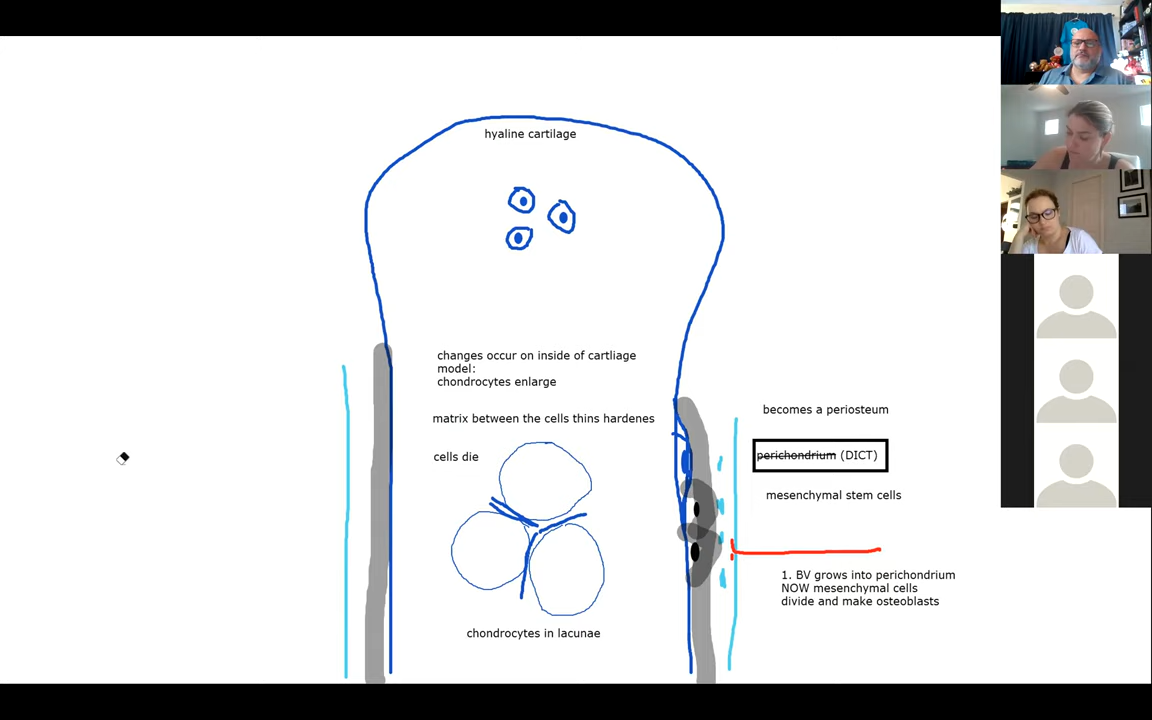 hyaline cartilage
changes occur on inside of cartliage
model:
chondrocytes enlarge
matrix between the cells thins hardenes
cells die
chondrocytes in lacunae
becomes a periosteum
perichondrium (DICT)
mesenchymal stem cells
1. BV grows into perichondrium
NOW mesenchymal cells
divide and make osteoblasts